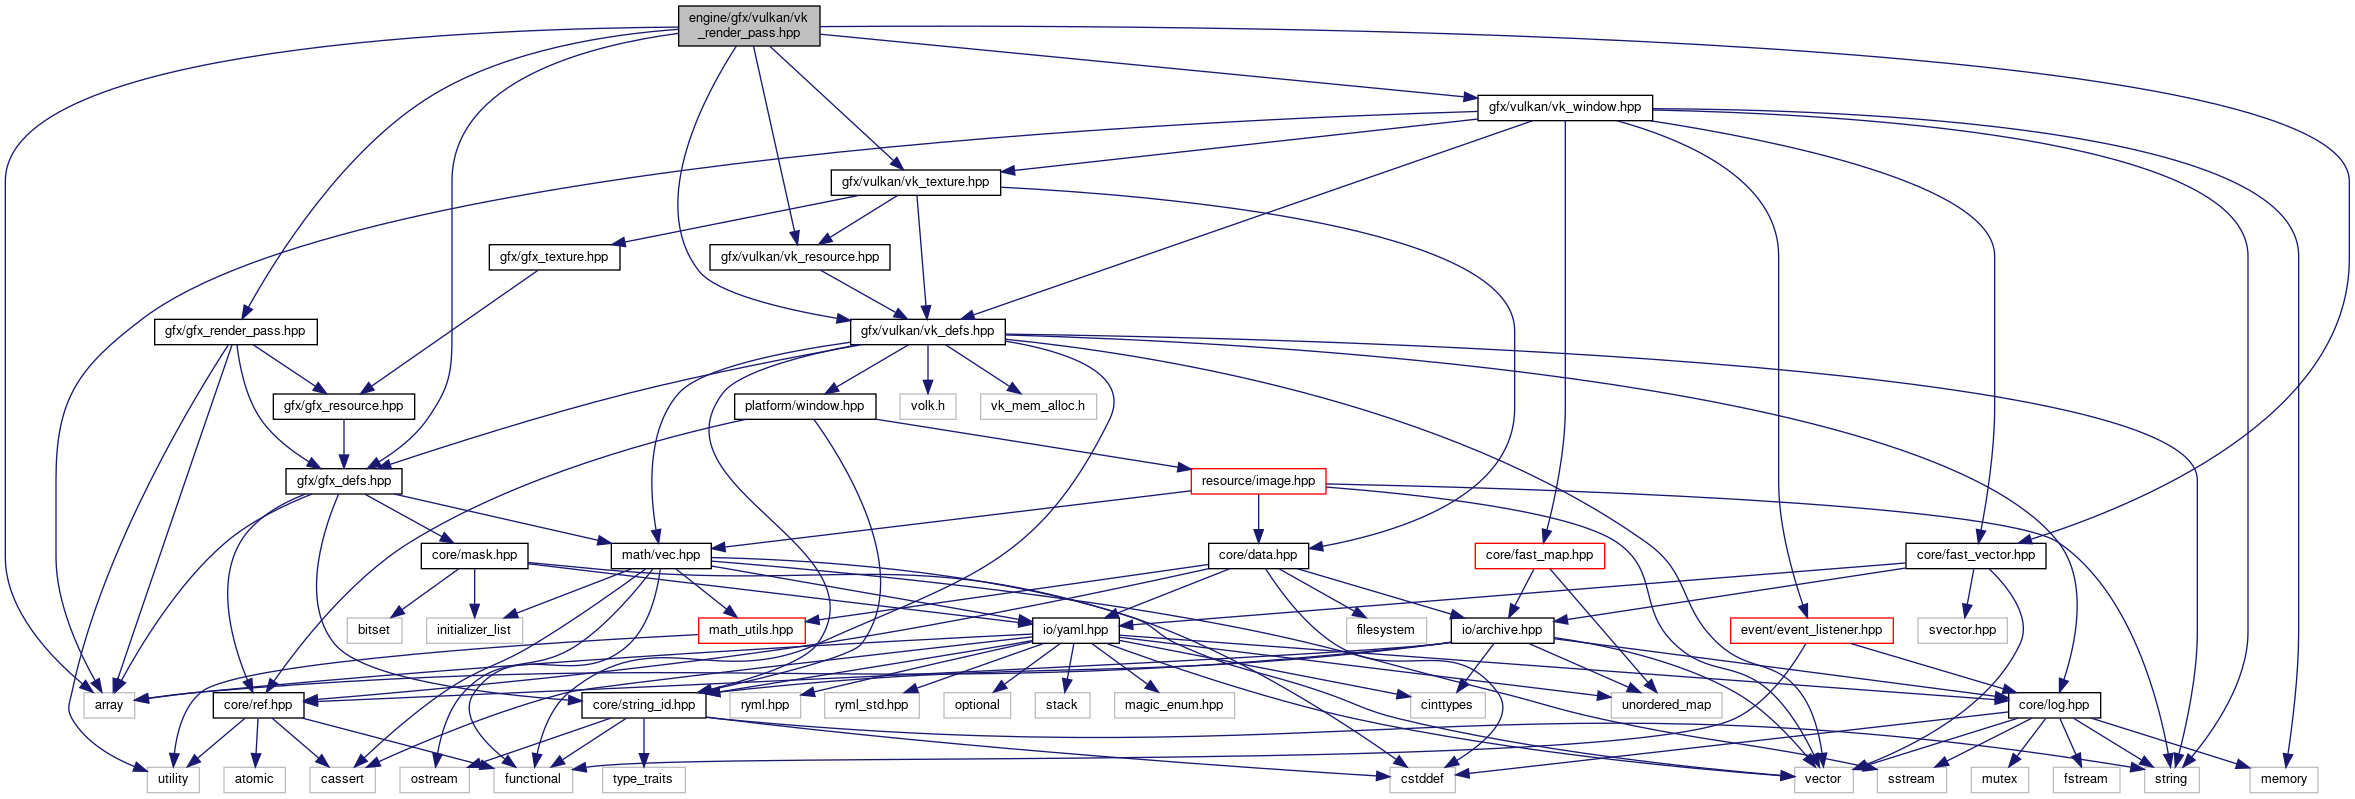 engine/gfx/vulkan/vk
_render_pass.hpp
gfx/vulkan/vk_window.hpp
gfx/vulkan/vk_texture.hpp
gfx/gfx_texture.hpp
gfx/vulkan/vk_resource.hpp
gfx/gfx_render_pass.hpp
gfx/vulkan/vk_defs.hpp
gfx/gfx_resource.hpp
platform/window.hpp
volk.h
vk_mem_alloc.h
gfx/gfx_defs.hpp
resource/image.hpp
core/mask.hpp
math/vec.hpp
core/data.hpp
core/fast_map.hpp
core/fast_vector.hpp
bitset
initializer_list
math_utils.hpp
io/yaml.hpp
filesystem
io/archive.hpp
event/event_listener.hpp
svector.hpp
array
core/ref.hpp
core/string_id.hpp
ryml.hpp
ryml_std.hpp
optional
stack
magic_enum.hpp
cinttypes
unordered_map
core/log.hpp
utility
atomic
cassert
ostream
functional
type_traits
cstddef
vector
sstream
mutex
fstream
string
memory